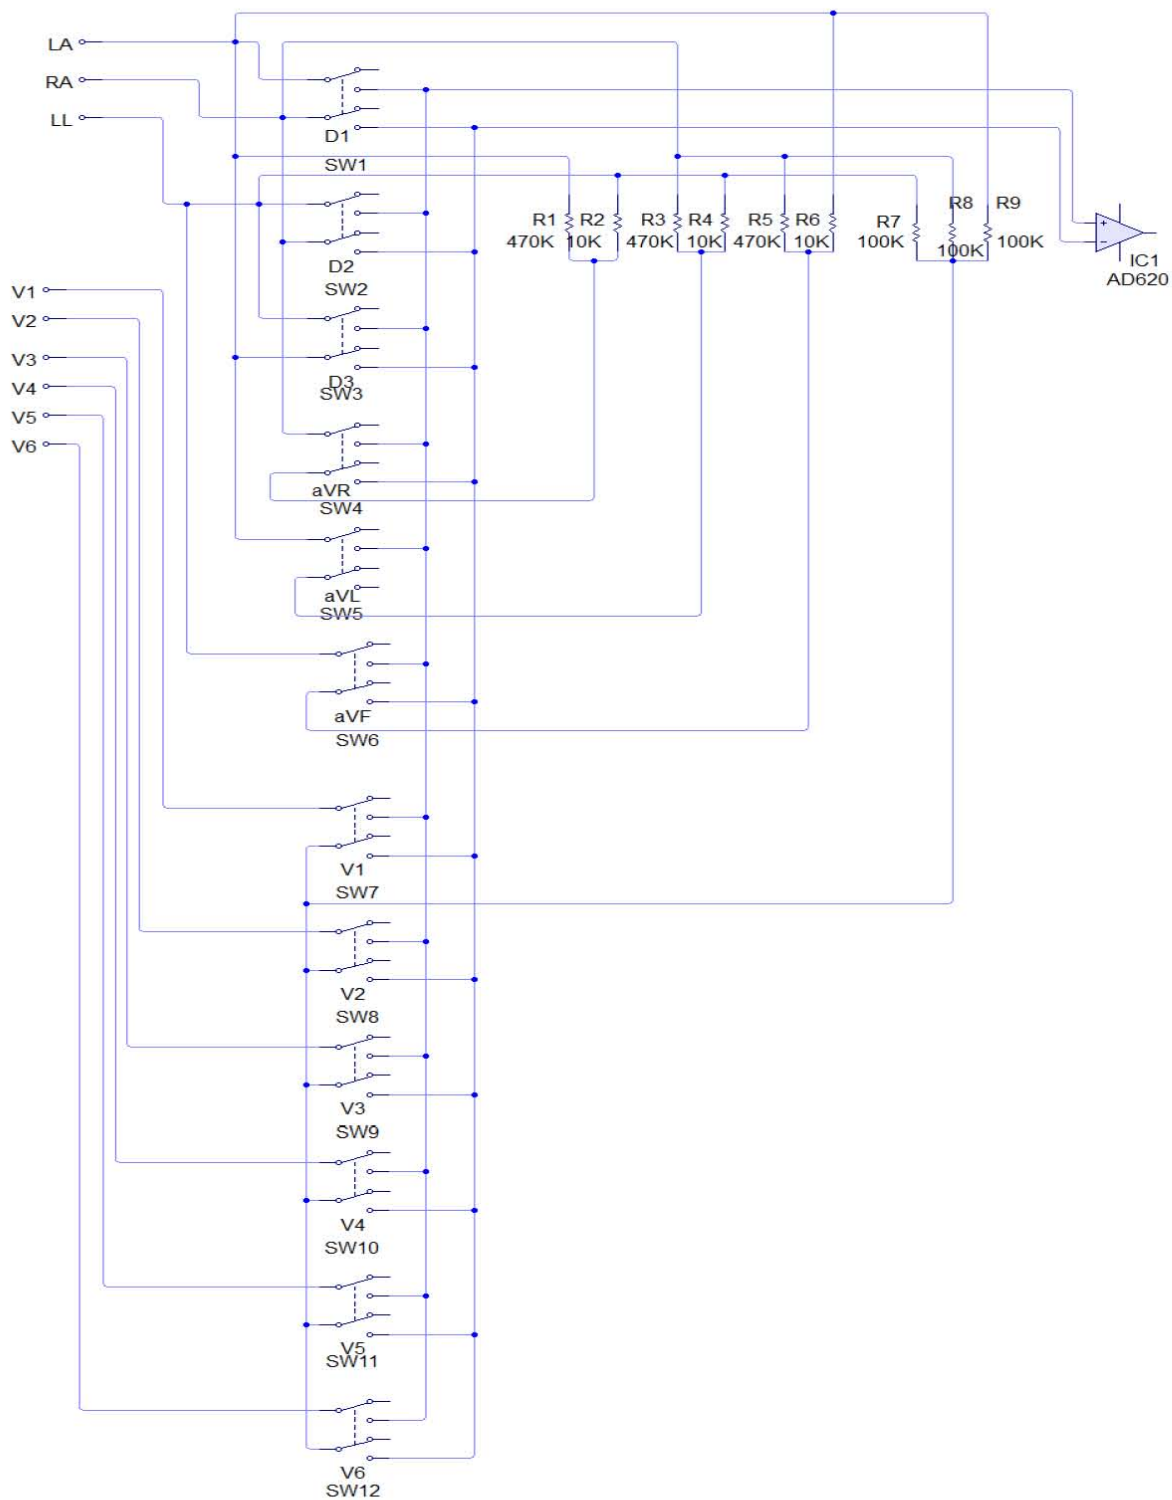 LA
RA
LL
D1
SW1
D2
SW2
D3
SW3
aVR
SW4
aVL
SW5
aVF
SW6
V1
V2
V3
V4
V5
V6
V1
SW7
V2
SW8
V3
SW9
V4
SW10
V5
SW11
V6
SW12
R1
470K
R2
10K
R3
470K
R4
10K
R5
470K
R6
10K
R7
100K
R8
100K
R9
100K
+
−
IC1
AD620